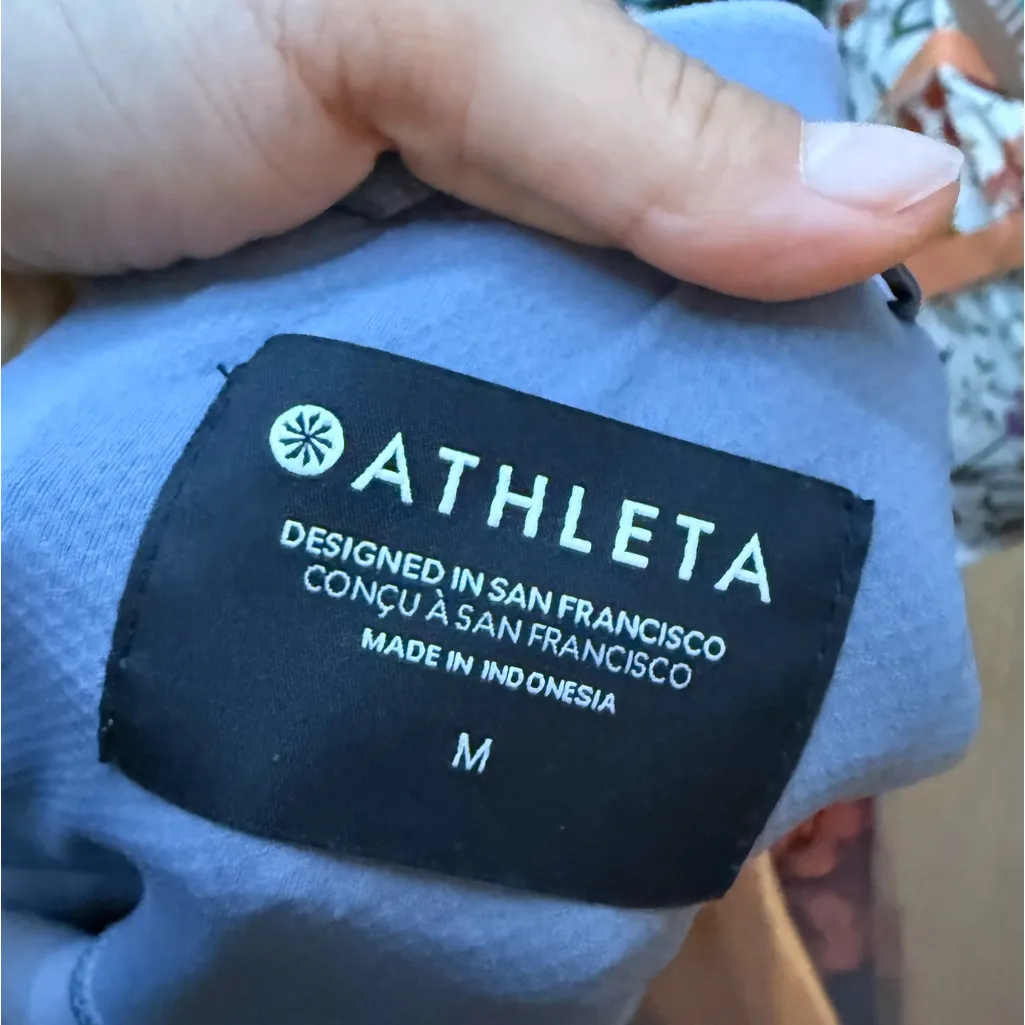 ATHLETA
DESIGNED IN SAN FRANCISCO
CONÇU À SAN FRANCISCO
MADE IN INDONESIA
M